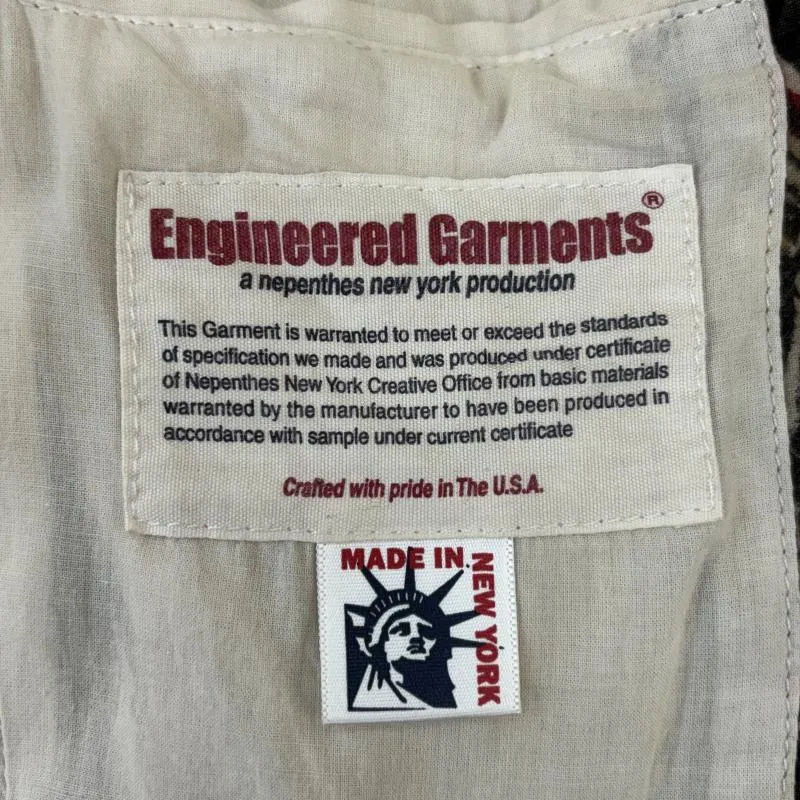 Engineered Garments®
a nepenthes new york production
This Garment is warranted to meet or exceed the standards
of specification we made and was produced under certificate
of Nepenthes New York Creative Office from basic materials
warranted by the manufacturer to have been produced in
accordance with sample under current certificate
Crafted with pride in The U.S.A.
MADE IN
NEW YORK